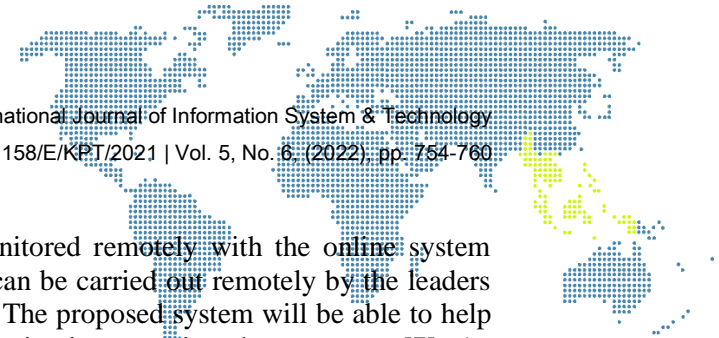 national Journal of Information System & Technology
158/E/KPT/2021 | Vol. 5, No. 6, (2022), pp. 754-760
nitored remotely with the online system
can be carried out remotely by the leaders
The proposed system will be able to help